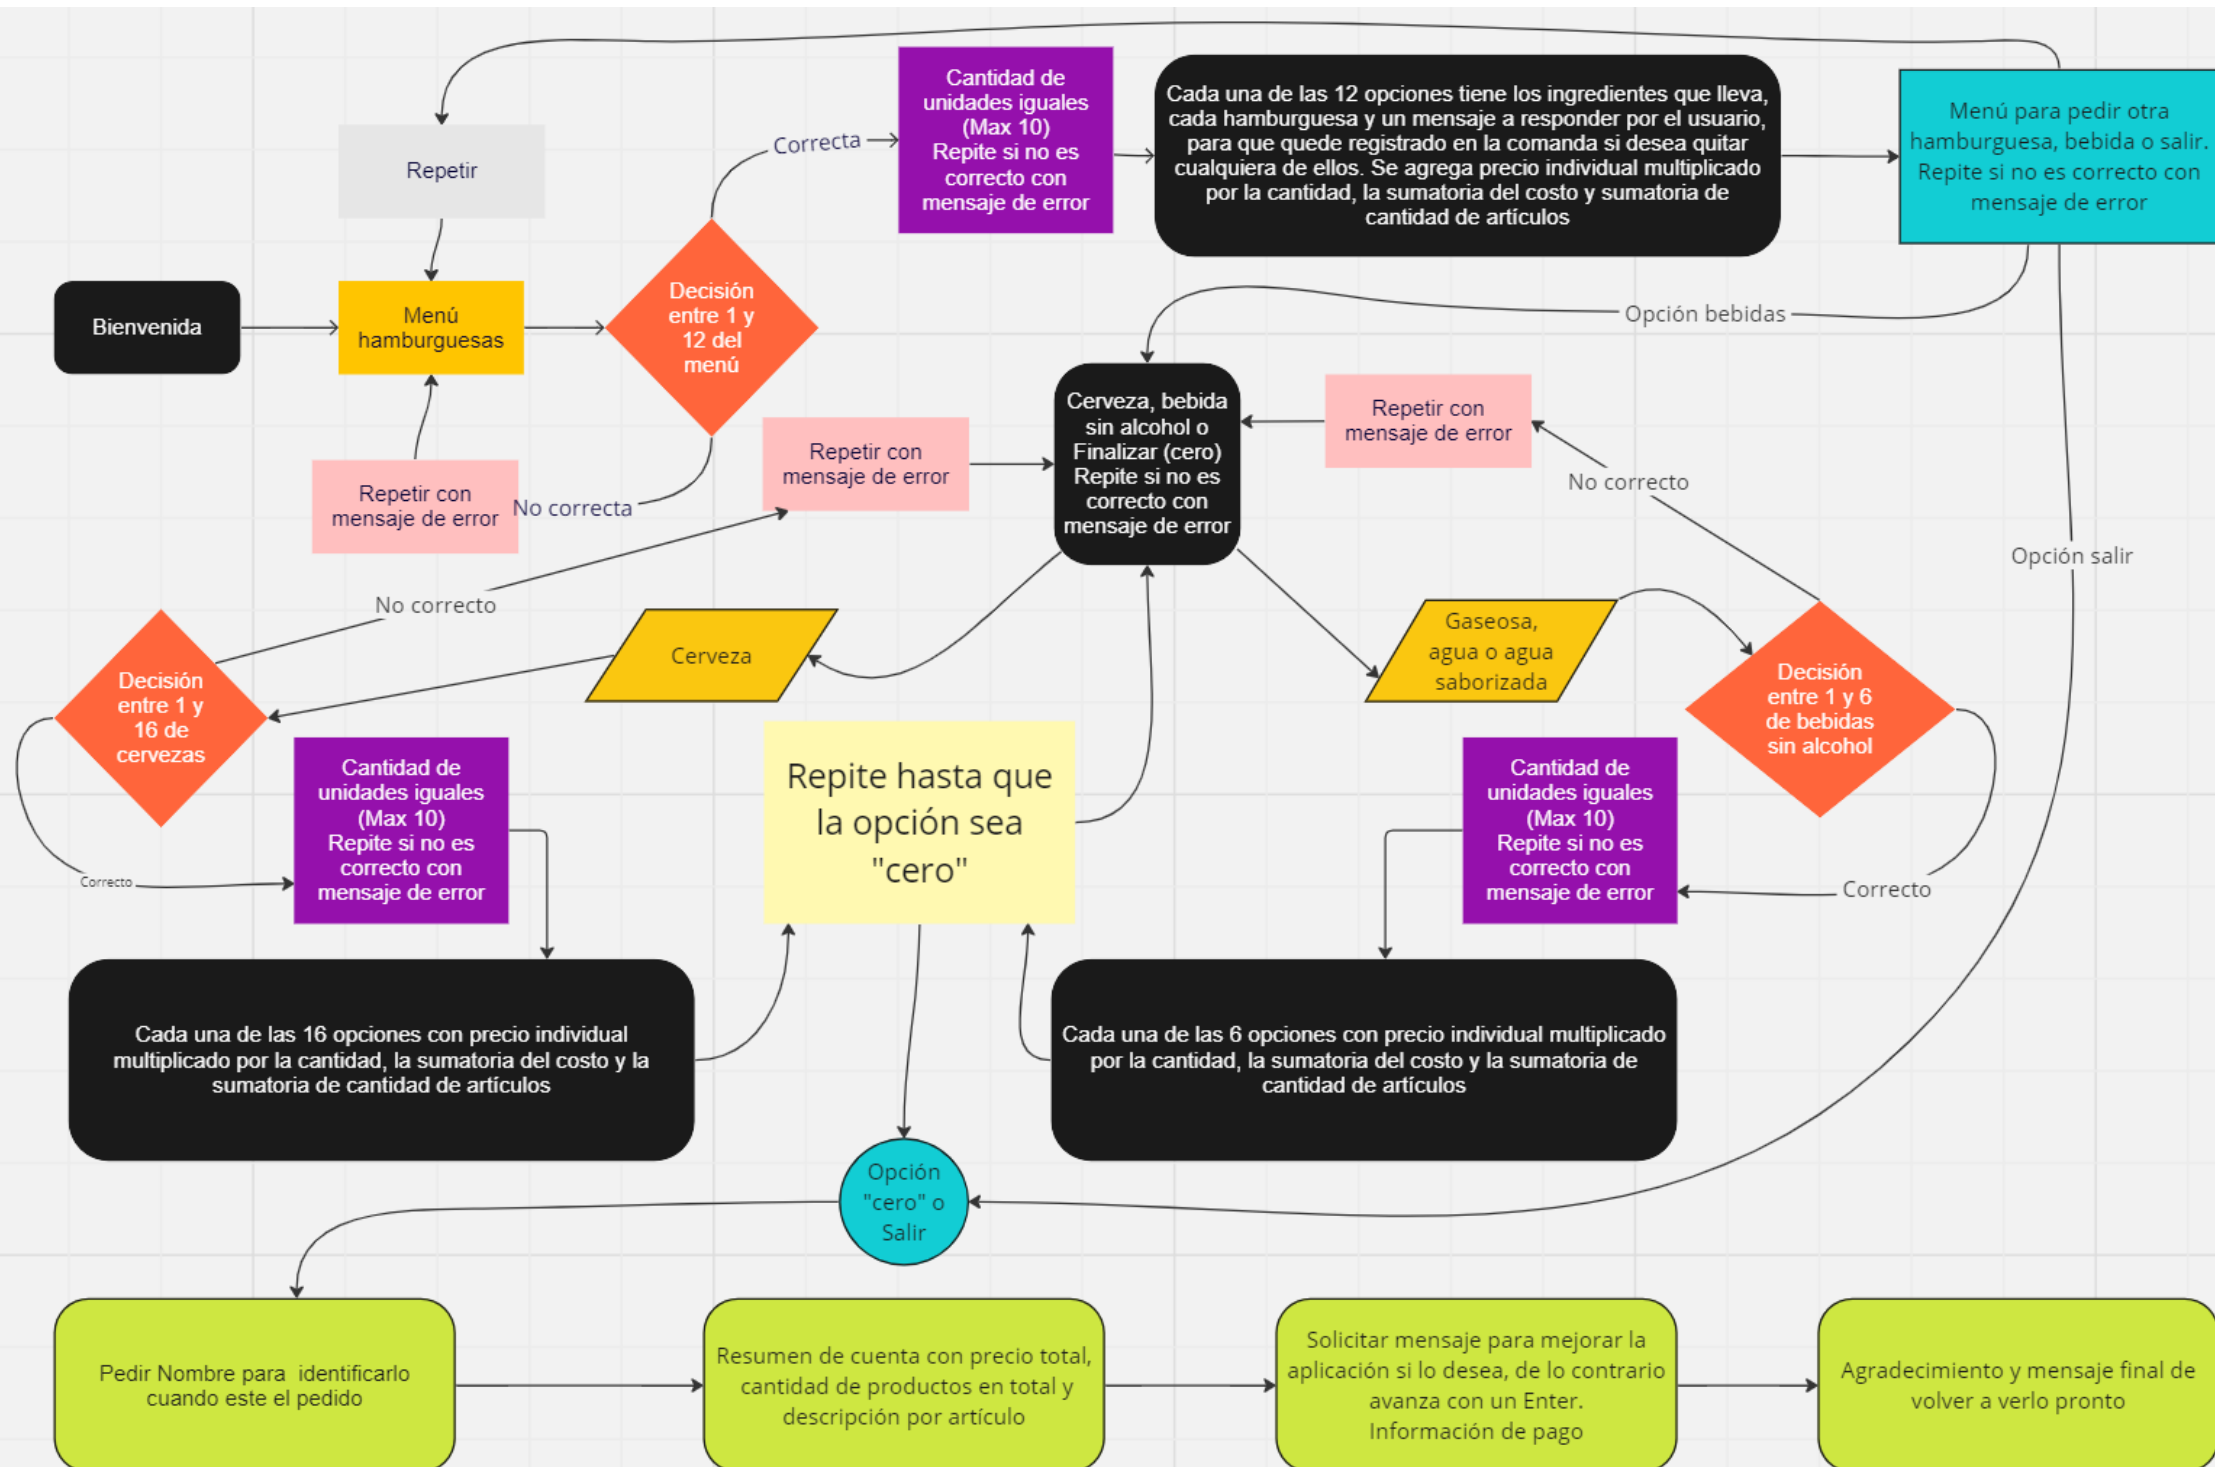 Cantidad de
unidades iguales
(Max 10)
Repite si no es
correcto con
mensaje de error
Cada una de las 12 opciones tiene los ingredientes que lleva,
cada hamburguesa y un mensaje a responder por el usuario,
para que quede registrado en la comanda si desea quitar
cualquiera de ellos. Se agrega precio individual multiplicado
por la cantidad, la sumatoria del costo y sumatoria de
cantidad de artículos
Menú para pedir otra
hamburguesa, bebida o salir.
Repite si no es correcto con
mensaje de error
Correcta
Repetir
Bienvenida
Menú
hamburguesas
Decisión
entre 1 y
12 del
menú
Opción bebidas
Repetir con
mensaje de error
No correcta
Repetir con
mensaje de error
Cerveza, bebida
sin alcohol o
Finalizar (cero)
Repite si no es
correcto con
mensaje de error
Repetir con
mensaje de error
No correcto
Opción salir
No correcto
Decisión
entre 1 y
16 de
cervezas
Cerveza
Gaseosa,
agua o agua
saborizada
Decisión
entre 1 y 6
de bebidas
sin alcohol
Correcto
Cantidad de
unidades iguales
(Max 10)
Repite si no es
correcto con
mensaje de error
Repite hasta que
la opción sea
"cero"
Cantidad de
unidades iguales
(Max 10)
Repite si no es
correcto con
mensaje de error
Correcto
Cada una de las 16 opciones con precio individual
multiplicado por la cantidad, la sumatoria del costo y la
sumatoria de cantidad de artículos
Cada una de las 6 opciones con precio individual multiplicado
por la cantidad, la sumatoria del costo y la sumatoria de
cantidad de artículos
Opción
"cero" o
Salir
Pedir Nombre para  identificarlo
cuando este el pedido
Resumen de cuenta con precio total,
cantidad de productos en total y
descripción por artículo
Solicitar mensaje para mejorar la
aplicación si lo desea, de lo contrario
avanza con un Enter.
Información de pago
Agradecimiento y mensaje final de
volver a verlo pronto